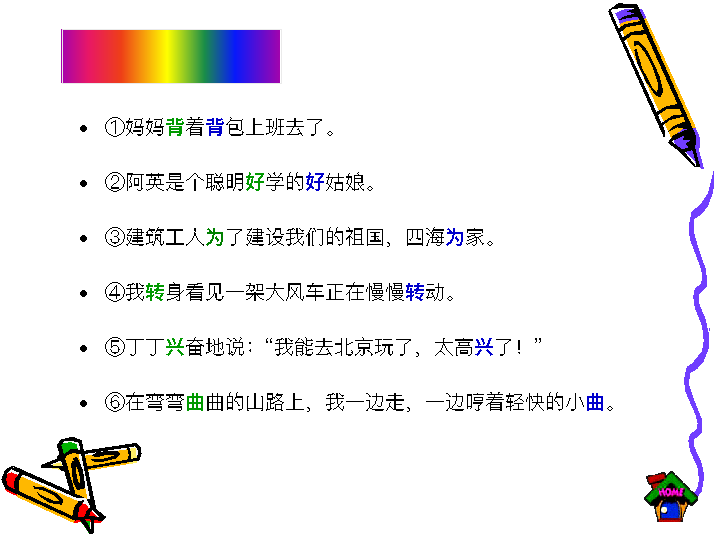 ①妈妈背着背包上班去了。
②阿英是个聪明好学的好姑娘。
③建筑工人为了建设我们的祖国，四海为家。
④我转身看见一架大风车正在慢慢转动。
⑤丁丁兴奋地说：“我能去北京玩了，太高兴了！”
⑥在弯弯曲曲的山路上，我一边走，一边哼着轻快的小曲。
HOME